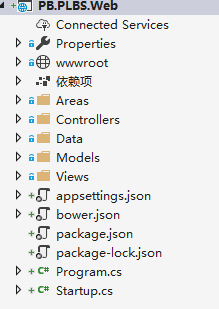 PB.PLBS.Web
Connected Services
Properties
wwwroot
依赖项
Areas
Controllers
Data
Models
Views
appsettings.json
bower.json
package.json
package-lock.json
C# Program.cs
C# Startup.cs